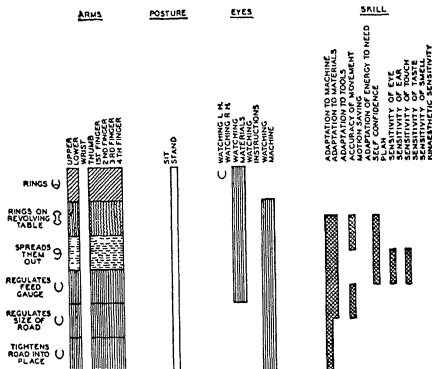 ARMS
POSTURE
EYES
SKILL
UPPER
LOWER
WRIST
THUMB
1ST FINGER
2ND FINGER
3RD FINGER
4TH FINGER
SIT
STAND
WATCHING L H.
WATCHING R H.
WATCHING
MATERIALS
WATCHING
INSTRUCTIONS
WATCHING
MACHINE
ADAPTATION TO MACHINE
ADAPTATION TO MATERIALS
ADAPTATION TO TOOLS
ACCURACY OF MOVEMENT
MOTION SAVING
ADAPTATION OF ENERGY TO NEED
SELF CONFIDENCE
PLAN
SENSITIVITY OF EYE
SENSITIVITY OF EAR
SENSITIVITY OF TOUCH
SENSITIVITY OF TASTE
SENSITIVITY OF SMELL
KINAESTHETIC SENSITIVITY
RINGS
RINGS ON
REVOLVING
TABLE
SPREADS
THEM
OUT
REGULATES
FEED
GAUGE
REGULATES
SIZE OF
ROAD
TIGHTENS
ROAD INTO
PLACE